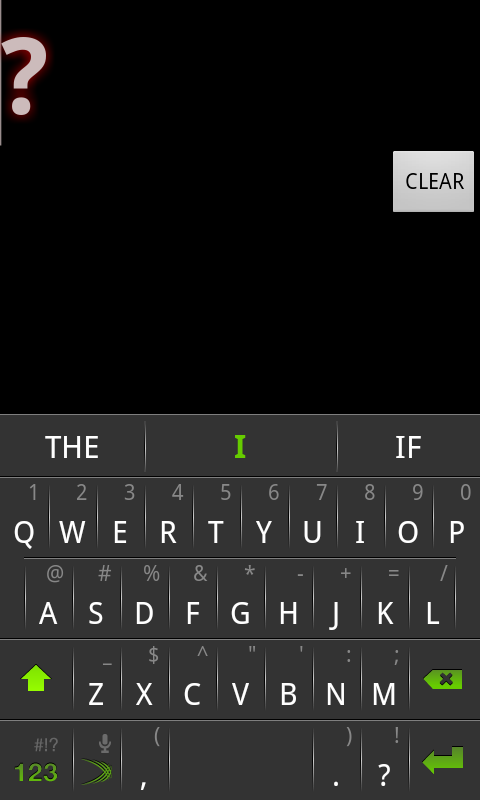 ?
CLEAR
THE I IF
1 2 3 4 5 6 7 8 9 0
Q W E R T Y U I O P
@ # % & * - + = /
A S D F G H J K L
_ $ ^ " ' : ;
Z X C V B N M
#!? ( ) !
123 , . ?